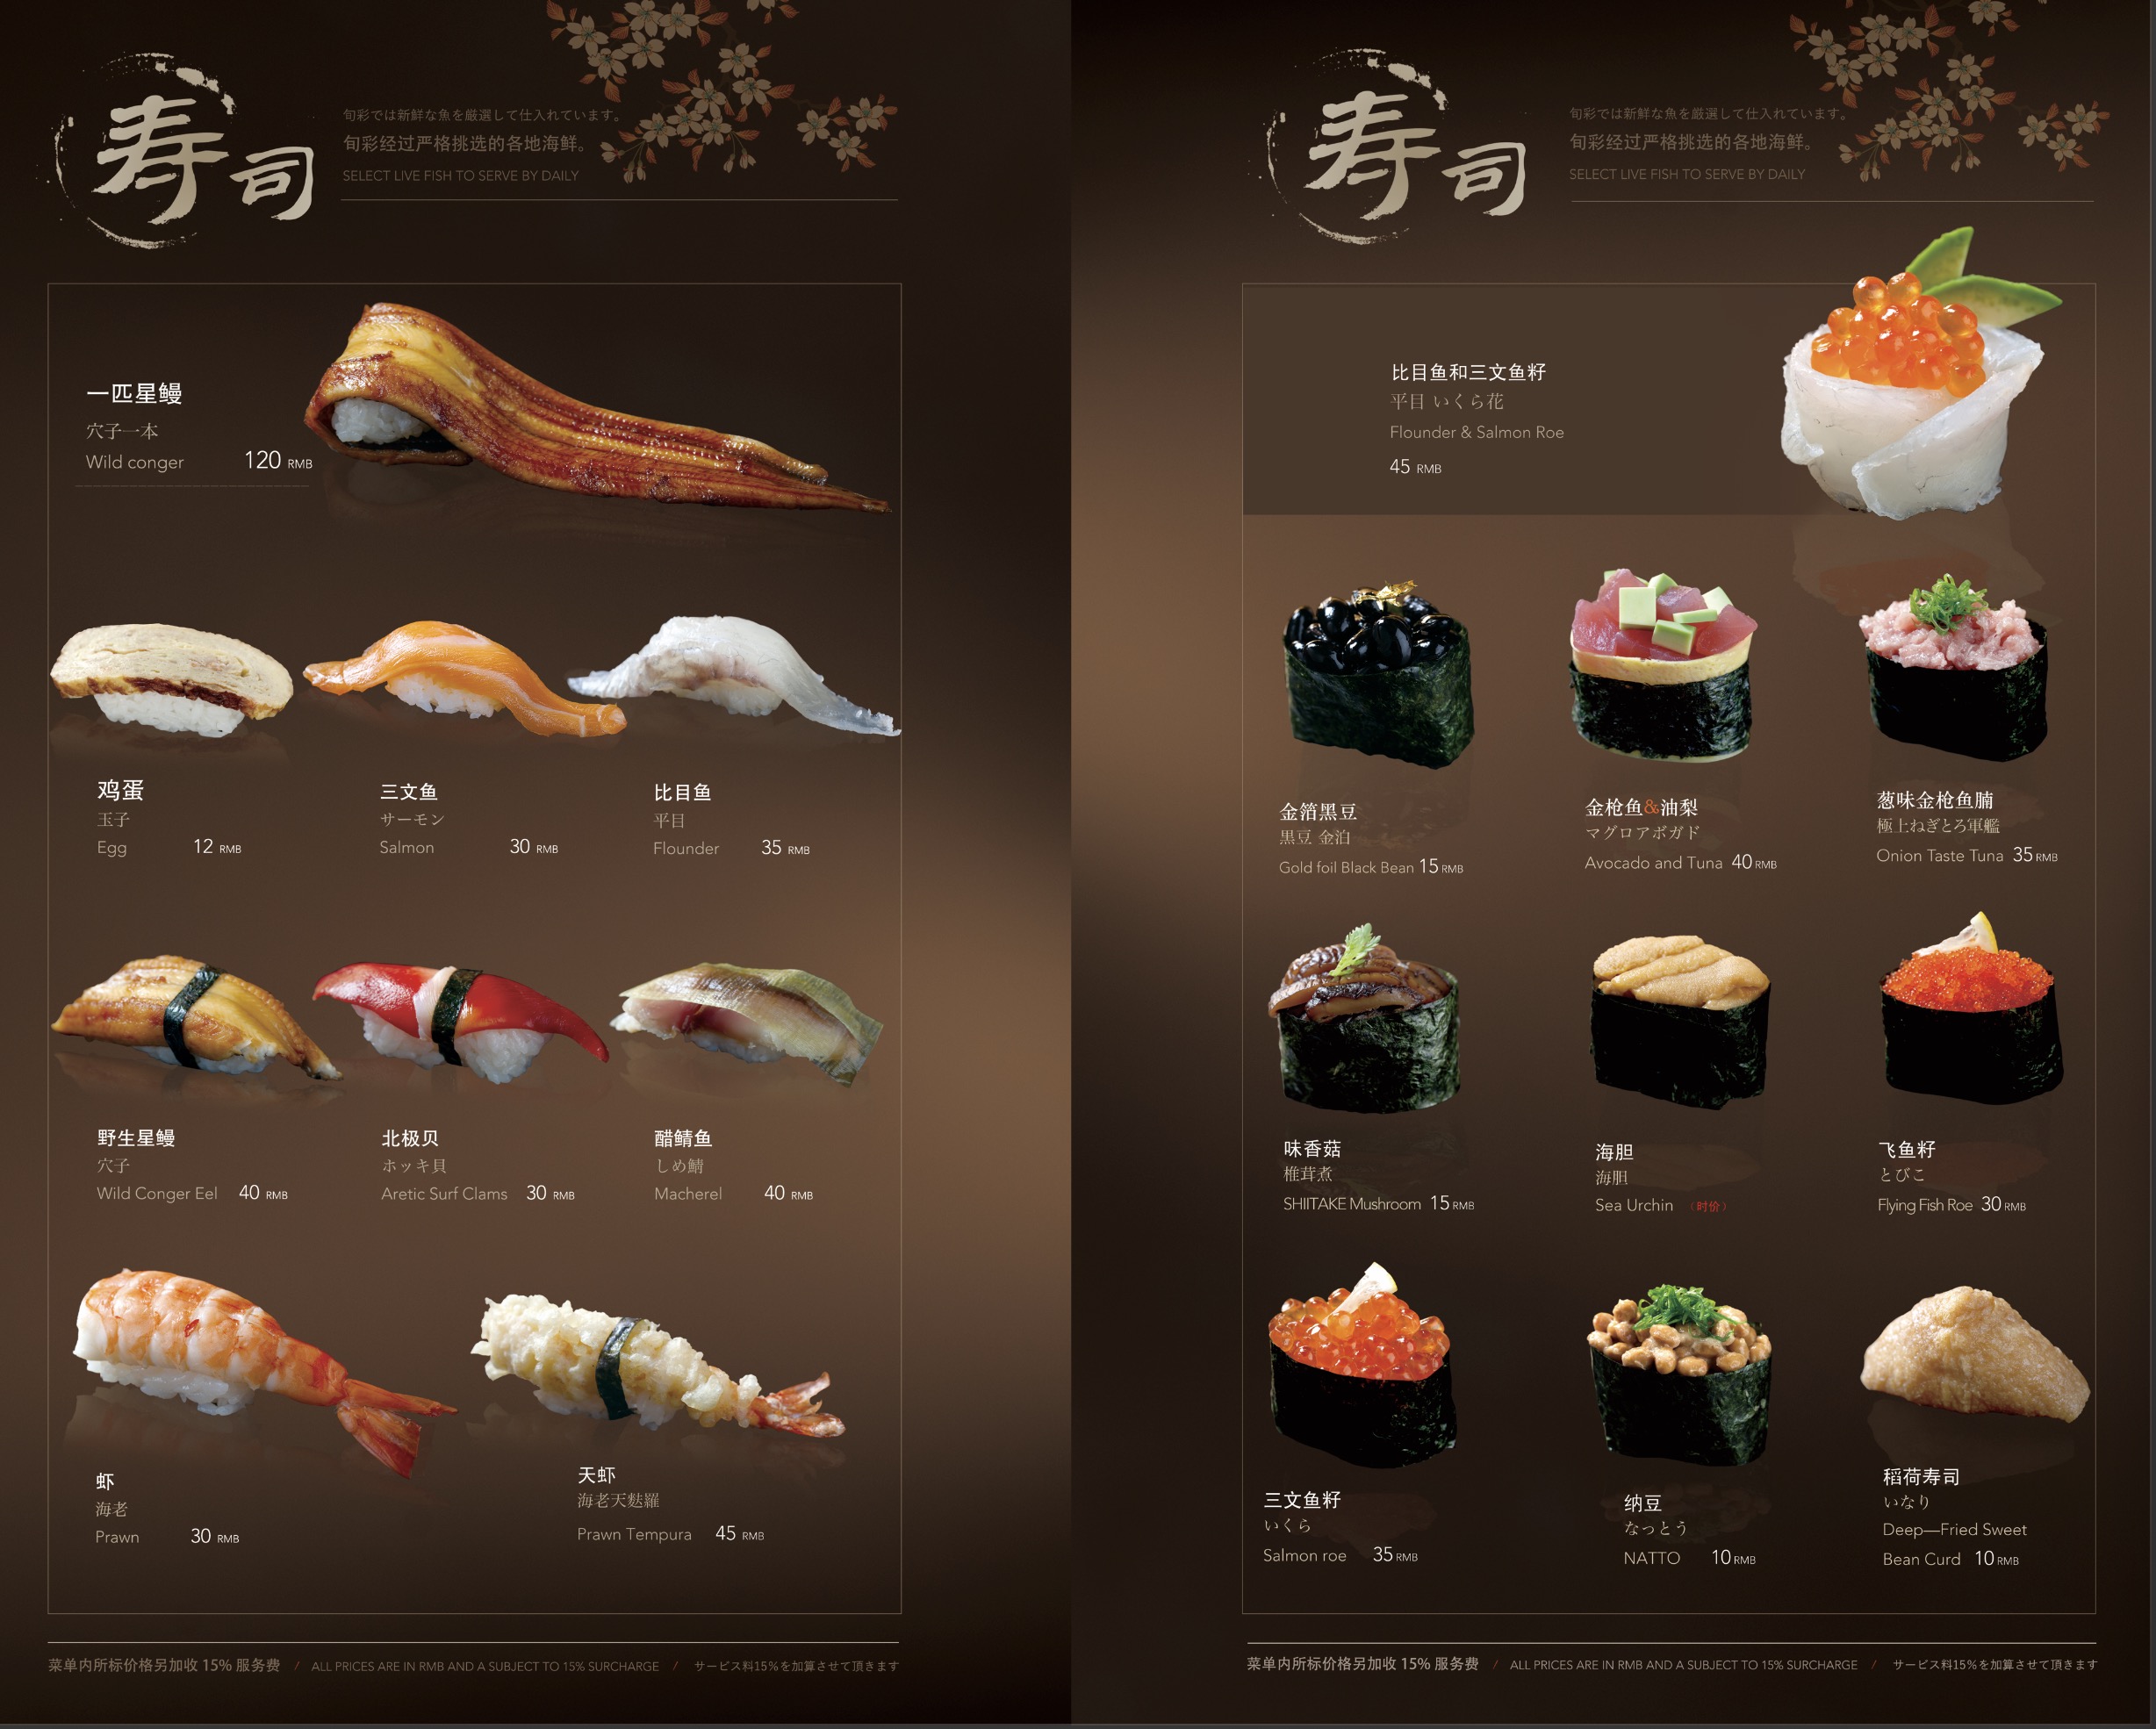 寿司
旬彩では新鮮な魚を厳選して仕入れています。
旬彩经过严格挑选的各地海鲜。
SELECT LIVE FISH TO SERVE BY DAILY
一匹星鳗
穴子一本
Wild conger 120 RMB
鸡蛋
玉子
Egg 12 RMB
三文鱼
サーモン
Salmon 30 RMB
比目鱼
平目
Flounder 35 RMB
野生星鳗
穴子
Wild Conger Eel 40 RMB
北极贝
ホッキ貝
Aretic Surf Clams 30 RMB
醋鲭鱼
しめ鯖
Macherel 40 RMB
虾
海老
Prawn 30 RMB
天虾
海老天麩羅
Prawn Tempura 45 RMB
菜单内所标价格另加收 15% 服务费 / ALL PRICES ARE IN RMB AND A SUBJECT TO 15% SURCHARGE / サービス料15%を加算させて頂きます
寿司
旬彩では新鮮な魚を厳選して仕入れています。
旬彩经过严格挑选的各地海鲜。
SELECT LIVE FISH TO SERVE BY DAILY
比目鱼和三文鱼籽
平目 いくら花
Flounder & Salmon Roe
45 RMB
金箔黑豆
黒豆 金泊
Gold foil Black Bean 15 RMB
金枪鱼&油梨
マグロアボガド
Avocado and Tuna 40 RMB
葱味金枪鱼腩
極上ねぎとろ軍艦
Onion Taste Tuna 35 RMB
味香菇
椎茸煮
SHIITAKE Mushroom 15 RMB
海胆
海胆
Sea Urchin (时价)
飞鱼籽
とびこ
Flying Fish Roe 30 RMB
三文鱼籽
いくら
Salmon roe 35 RMB
纳豆
なっとう
NATTO 10 RMB
稻荷寿司
いなり
Deep—Fried Sweet
Bean Curd 10 RMB
菜单内所标价格另加收 15% 服务费 / ALL PRICES ARE IN RMB AND A SUBJECT TO 15% SURCHARGE / サービス料15%を加算させて頂きます